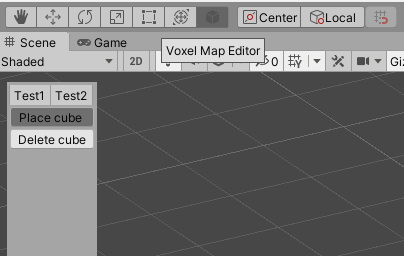 Center Local
Scene Game
Voxel Map Editor
Shaded 2D 0 Giz
Test1 Test2
Place cube
Delete cube